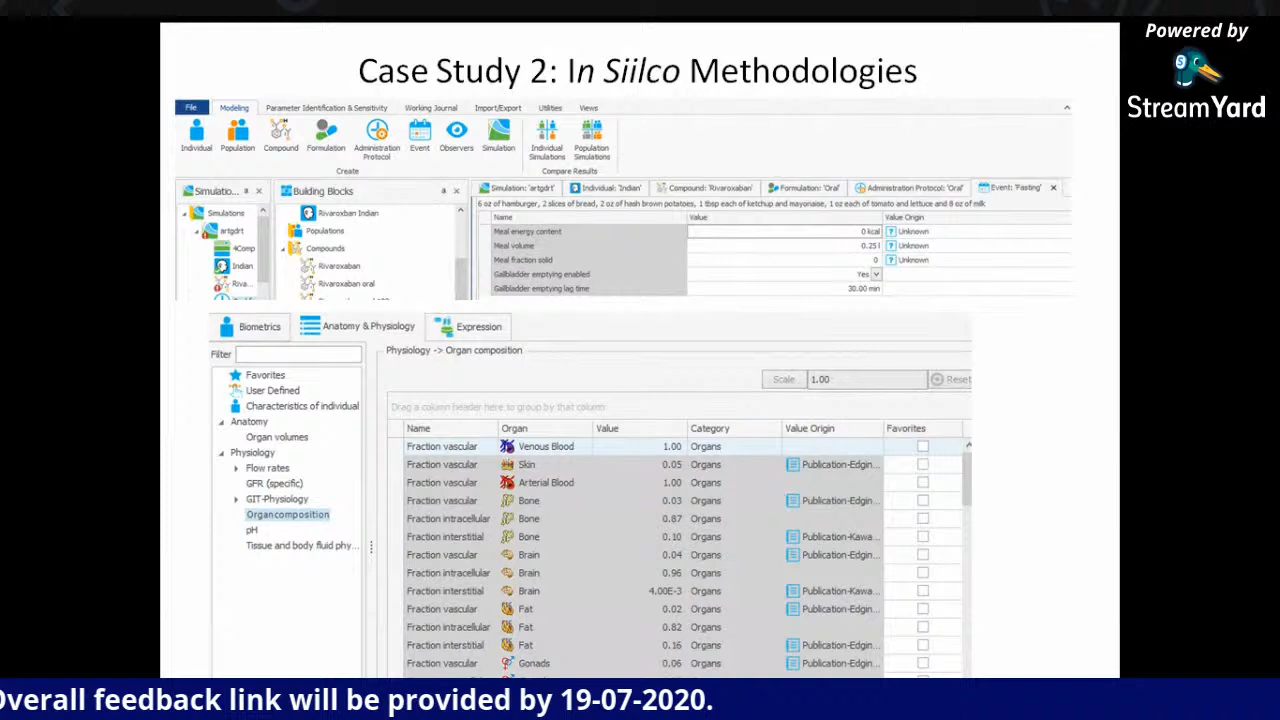 Powered by
StreamYard
Case Study 2: In Siilco Methodologies
File Modeling Parameter Identification & Sensitivity Working Journal Import/Export Utilities Views
Individual Population Compound Formulation Administration Protocol Event Observers Simulation Individual Simulations Population Simulations
Create Compare Results
Simulatio... Building Blocks Simulation: 'artgdrt' Individual: 'Indian' Compound: 'Rivaroxaban' Formulation: 'Oral' Administration Protocol: 'Oral' Event: 'Fasting'
Simulations
artgdrt
4Comp
Indian
Riva...
Rivaroxban Indian
Populations
Compounds
Rivaroxaban
Rivaroxaban oral
6 oz of hamburger, 2 slices of bread, 2 oz of hash brown potatoes, 1 tbsp each of ketchup and mayonaise, 1 oz each of tomato and lettuce and 8 oz of milk
Name Value Value Origin
Meal energy content 0 kcal Unknown
Meal volume 0.25 l Unknown
Meal fraction solid 0 Unknown
Gallbladder emptying enabled Yes
Gallbladder emptying lag time 30.00 min
Biometrics Anatomy & Physiology Expression
Filter
Favorites
User Defined
Characteristics of individual
Anatomy
Organ volumes
Physiology
Flow rates
GFR (specific)
GIT-Physiology
Organ composition
pH
Tissue and body fluid phy...
Physiology -> Organ composition
Scale 1.00 Reset
Drag a column header here to group by that column
Name Organ Value Category Value Origin Favorites
Fraction vascular Venous Blood 1.00 Organs
Fraction vascular Skin 0.05 Organs Publication-Edgin...
Fraction vascular Arterial Blood 1.00 Organs
Fraction vascular Bone 0.03 Organs Publication-Edgin...
Fraction intracellular Bone 0.87 Organs
Fraction interstitial Bone 0.10 Organs Publication-Kawa...
Fraction vascular Brain 0.04 Organs Publication-Edgin...
Fraction intracellular Brain 0.96 Organs
Fraction interstitial Brain 4.00E-3 Organs Publication-Kawa...
Fraction vascular Fat 0.02 Organs Publication-Edgin...
Fraction intracellular Fat 0.82 Organs
Fraction interstitial Fat 0.16 Organs Publication-Edgin...
Fraction vascular Gonads 0.06 Organs Publication-Edgin...
Overall feedback link will be provided by 19-07-2020.